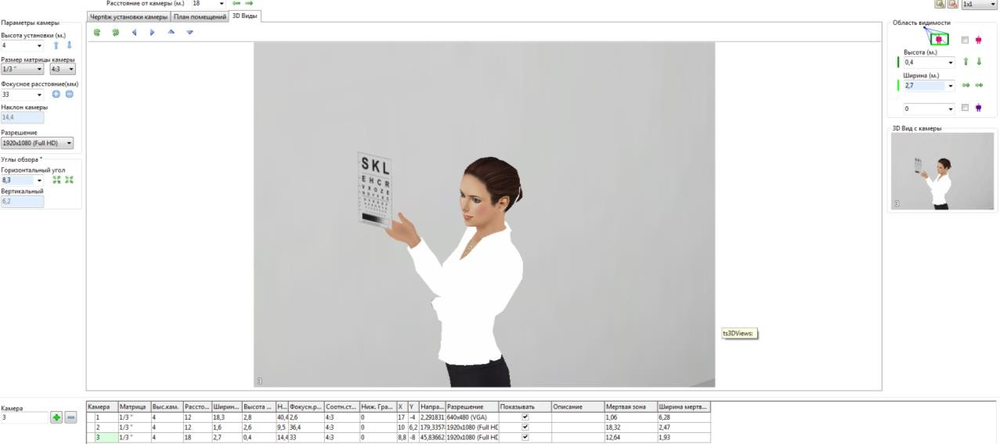 Расстояние от камеры (м.) 18
1x1
Чертёж установки камеры План помещений 3D Виды
Параметры камеры
Высота установки (м.)
4
Размер матрицы камеры
1/3 " 4:3
Фокусное расстояние(мм)
33
Наклон камеры
14,4
Разрешение
1920x1080 (Full HD)
Углы обзора *
Горизонтальный угол
8,3
Вертикальный
6,2
SKL
EHCR
VXOZE
3
ts3DViews:
Область видимости
Высота (м.)
0,4
Ширина (м.)
2,7
0
3D Вид с камеры
3
Камера
3
Камера Матрица Выс.кам. Рассто... Ширин... Высота ... Н... Фокусн.р... Соотн.ст... Ниж. Гра... X Y Напра... Разрешение Показывать Описание Мертвая зона Ширина мертв...
1 1/3 " 4 12 18,3 2,8 40,4 2,6 4:3 0 17 -4 2,291831 640x480 (VGA) 1,06 6,28
2 1/3 " 4 12 1,6 2,6 9,5 36,4 4:3 0 10 6,2 179,3357 1920x1080 (Full HD 18,32 2,47
3 1/3 " 4 18 2,7 0,4 14,4 33 4:3 0 8,8 -8 45,83662 1920x1080 (Full HD 12,64 1,93